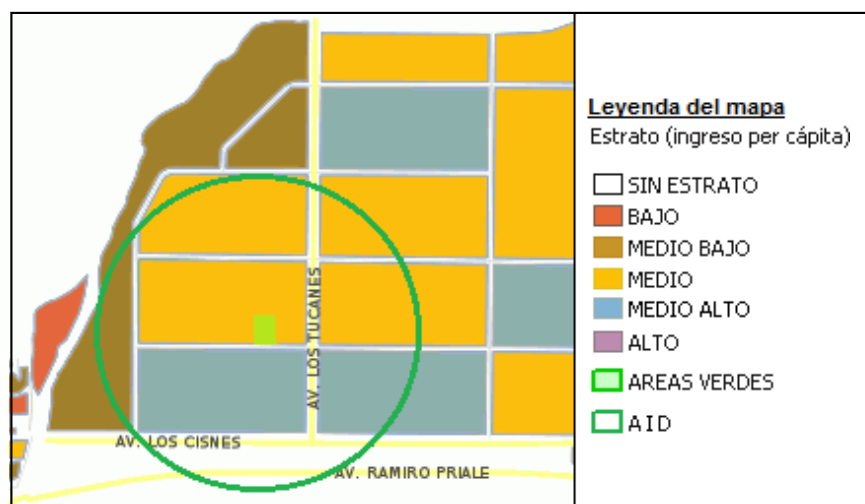 AV. LOS TUCANES
AV. LOS CISNES
AV. RAMIRO PRIALE
Leyenda del mapa
Estrato (ingreso per cápita)
SIN ESTRATO
BAJO
MEDIO BAJO
MEDIO
MEDIO ALTO
ALTO
AREAS VERDES
AID